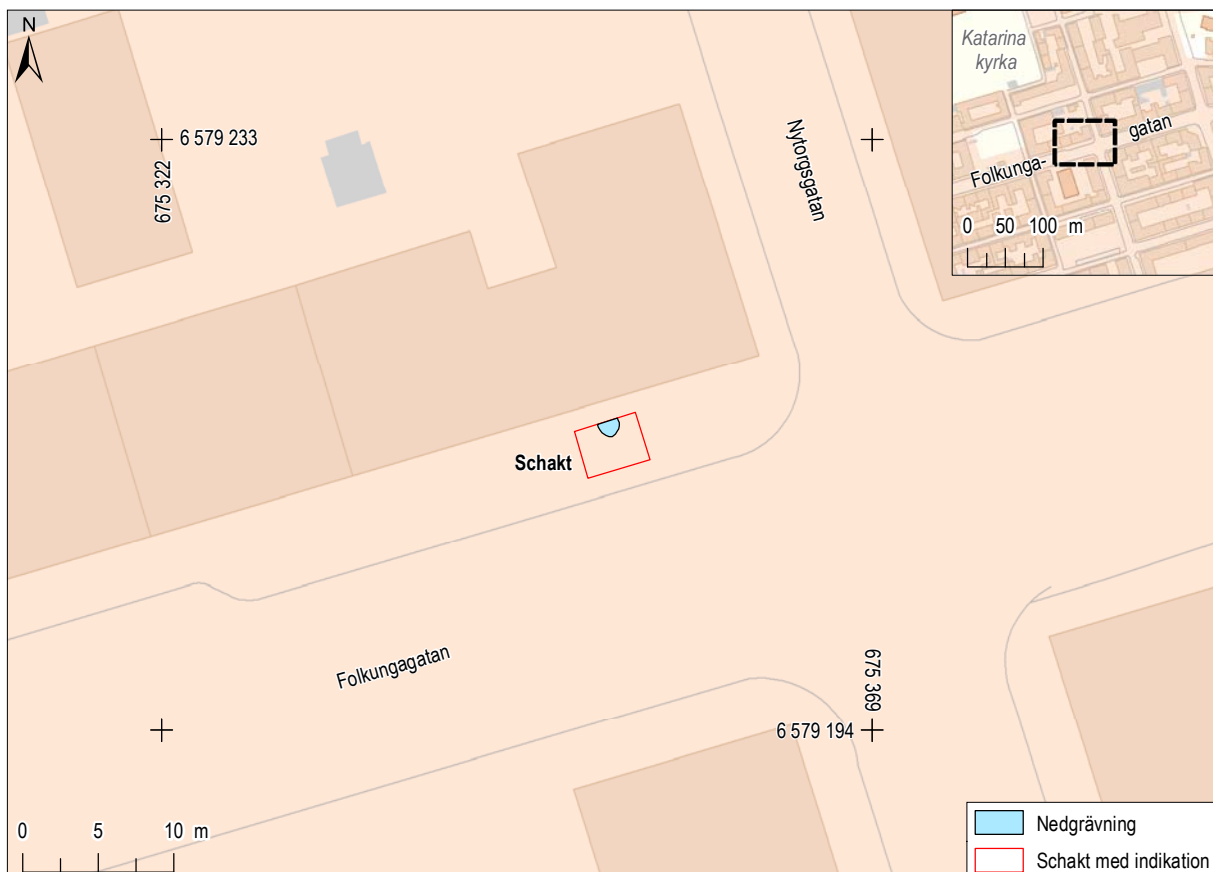 N
Katarina
kyrka
Folkunga-
gatan
0 50 100 m
6 579 233
675 322
Nytorgsgatan
Schakt
Folkungagatan
675 369
6 579 194
0 5 10 m
Nedgrävning
Schakt med indikation